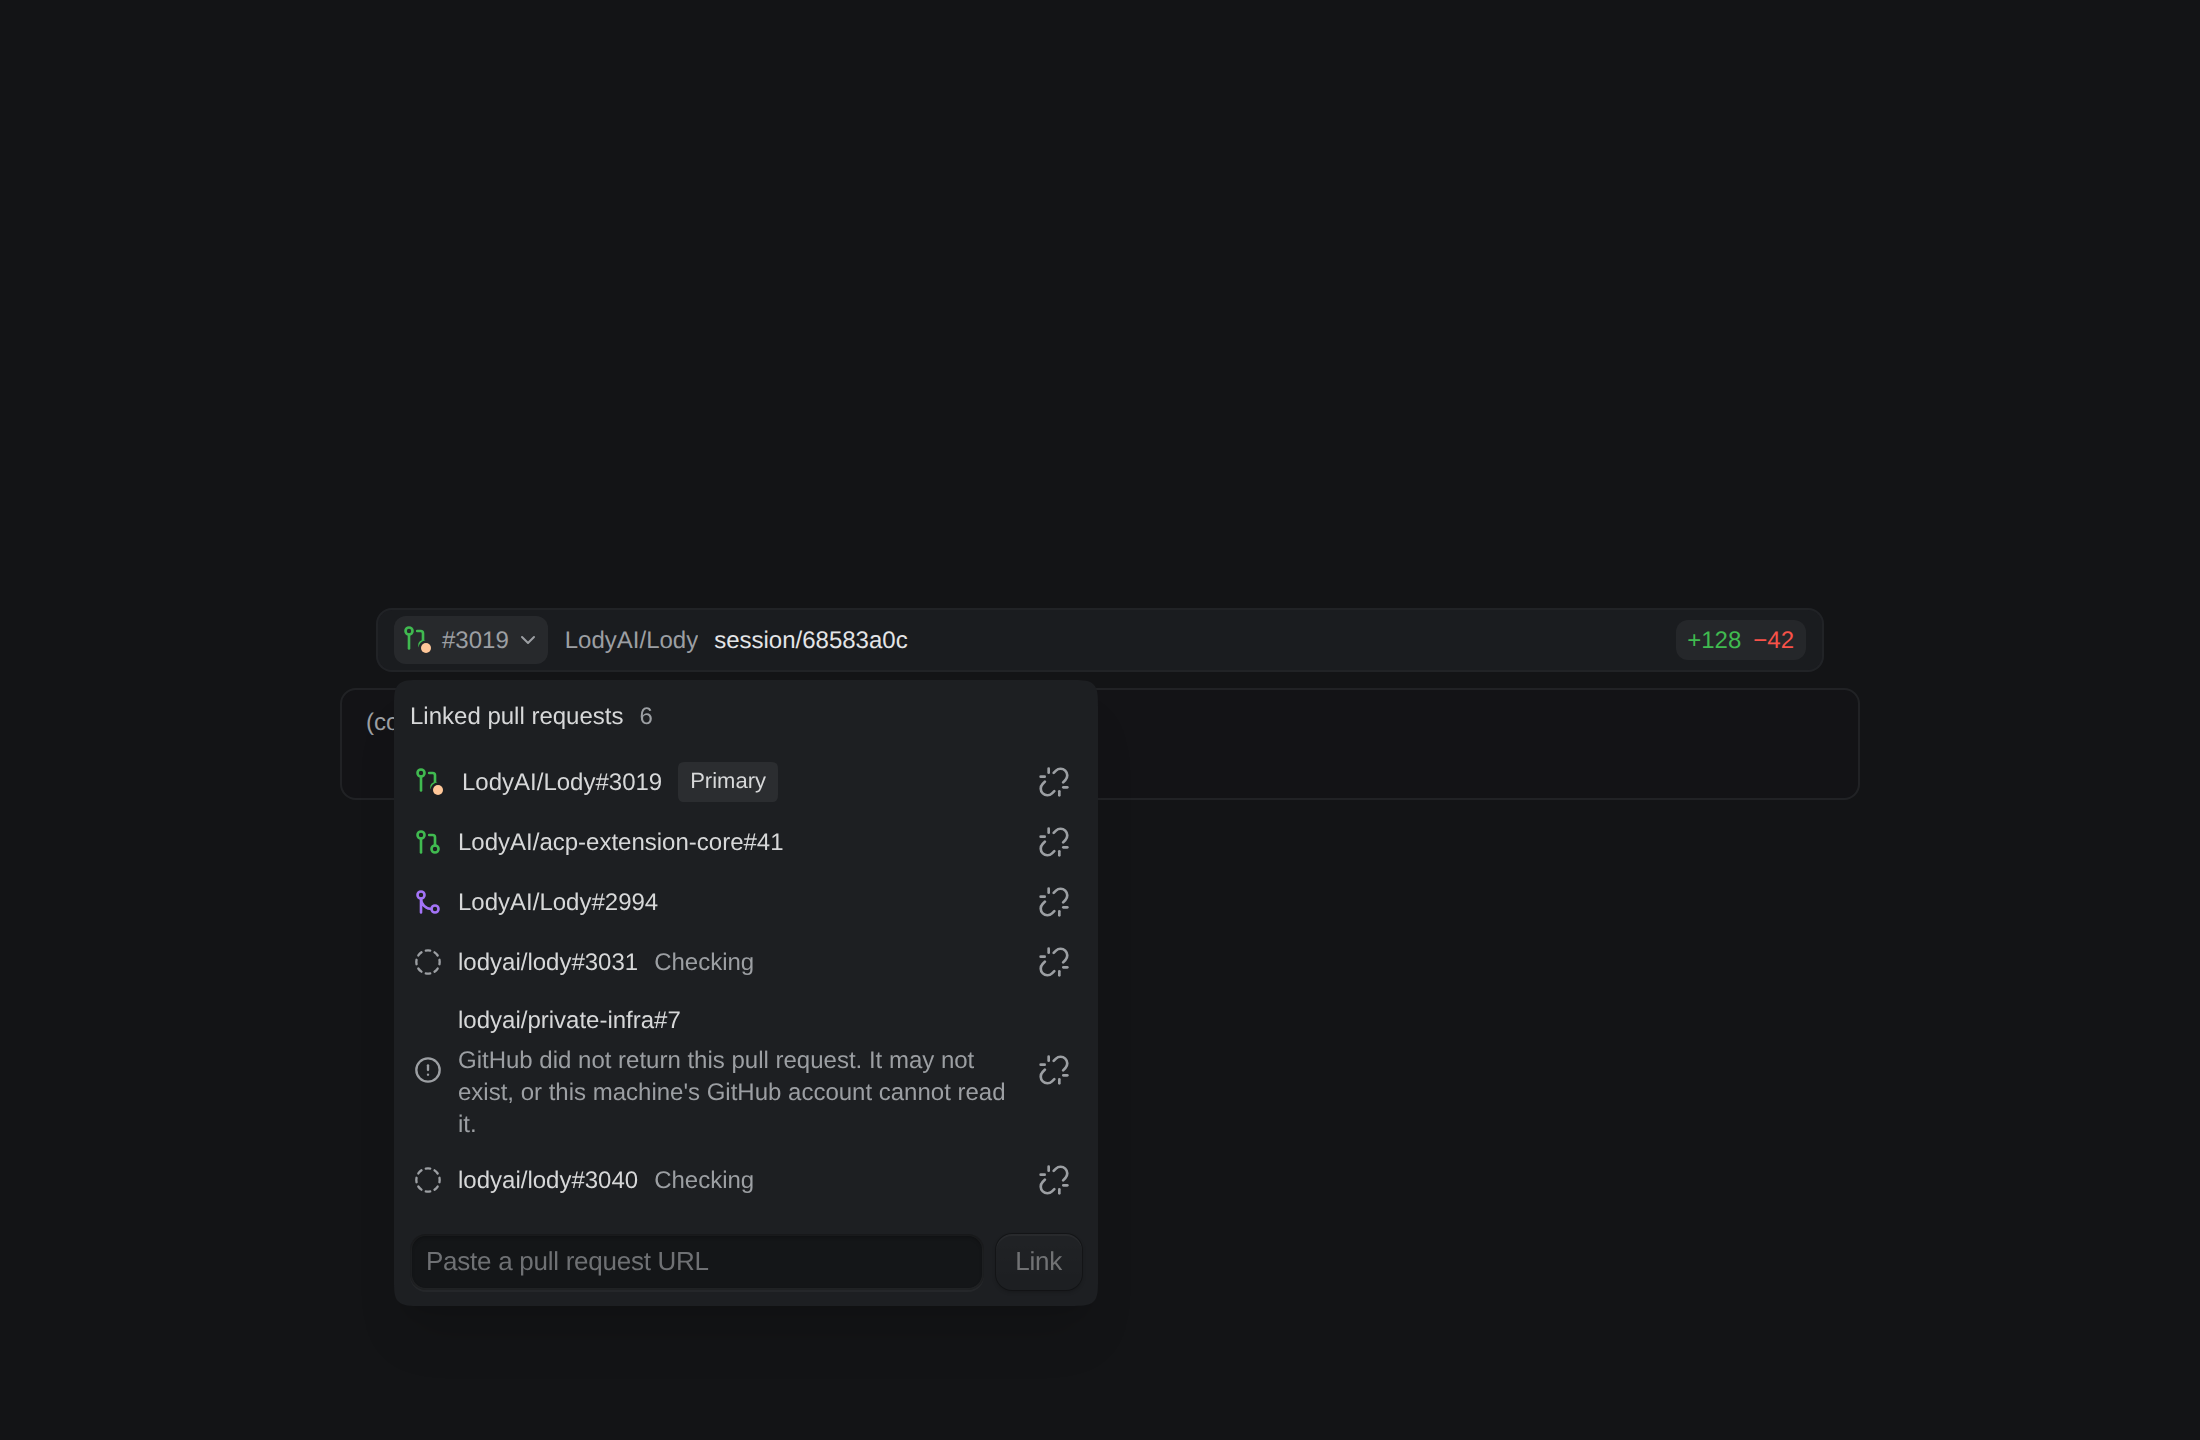 #3019 LodyAI/Lody session/68583a0c +128 −42
(co
Linked pull requests 6
LodyAI/Lody#3019 Primary
LodyAI/acp-extension-core#41
LodyAI/Lody#2994
lodyai/lody#3031 Checking
lodyai/private-infra#7
GitHub did not return this pull request. It may not
exist, or this machine's GitHub account cannot read
it.
lodyai/lody#3040 Checking
Paste a pull request URL Link